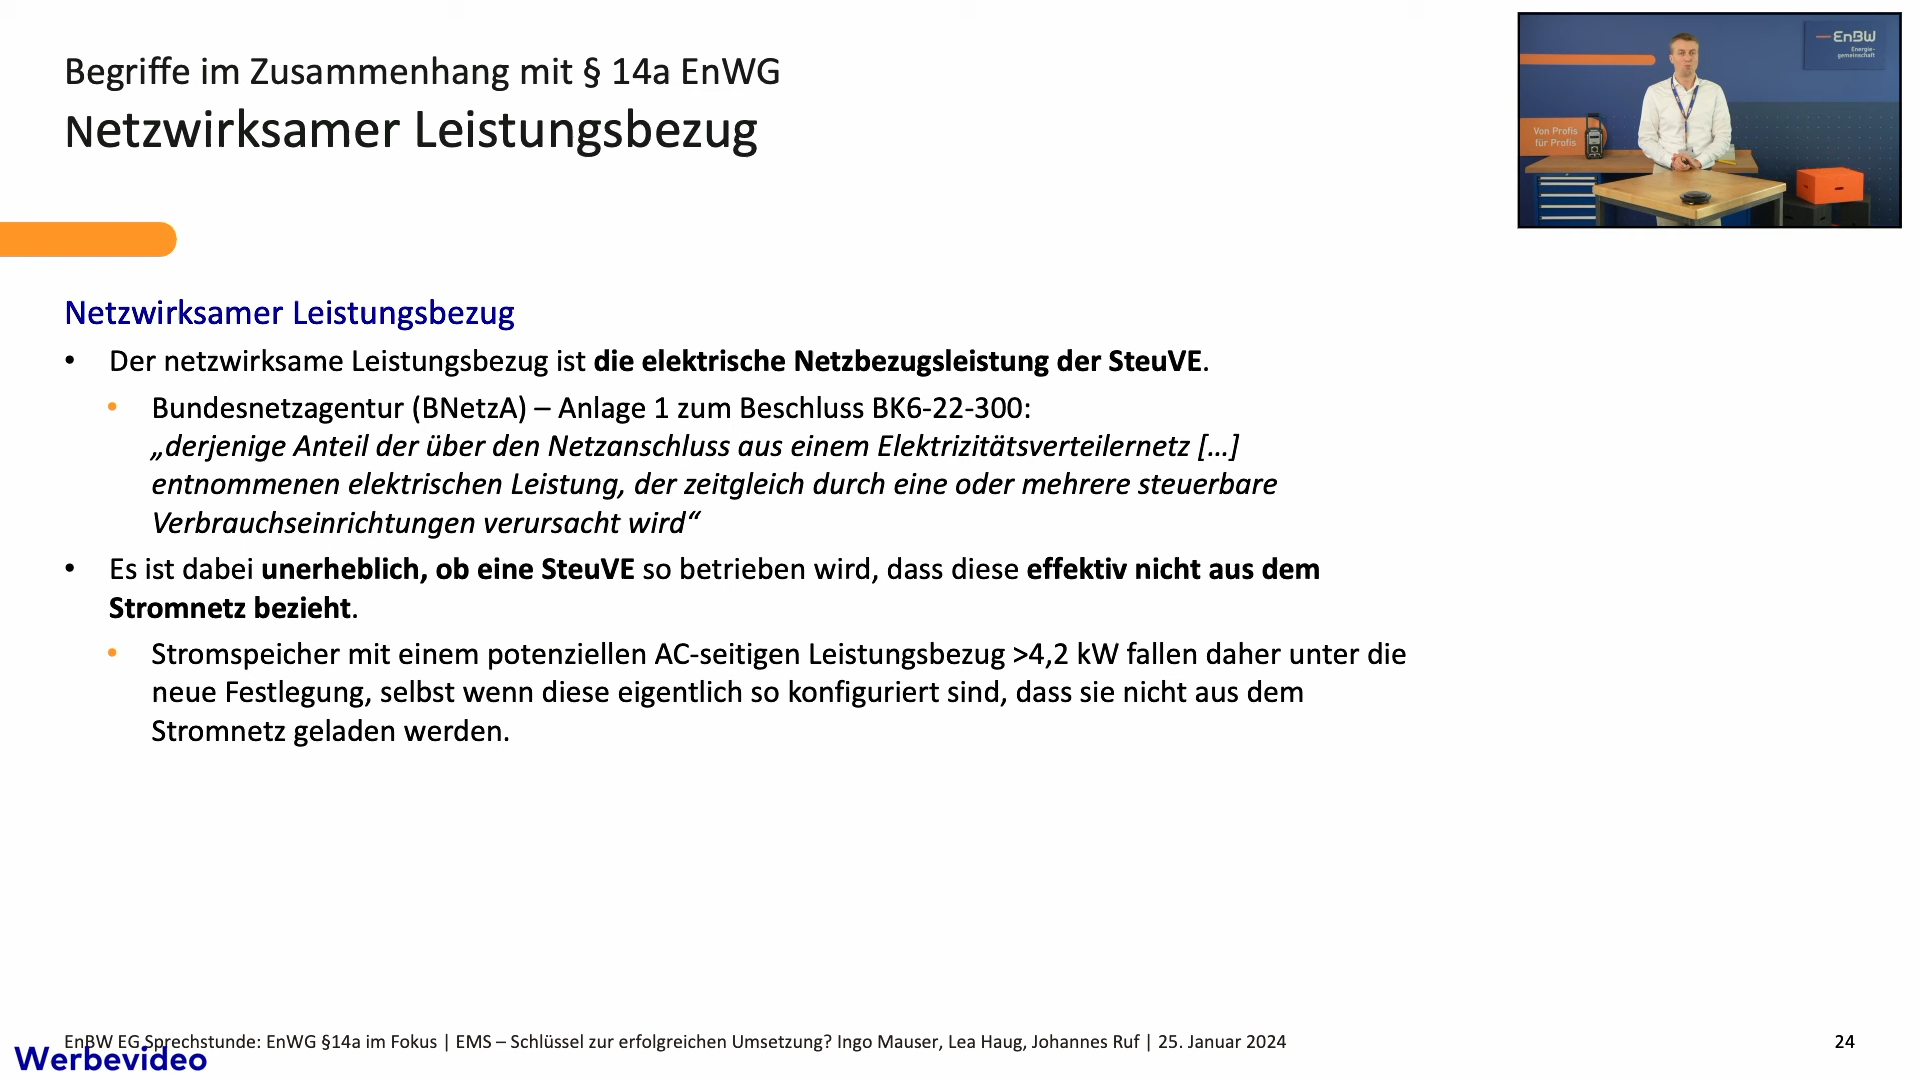 Begriffe im Zusammenhang mit § 14a EnWG
Netzwirksamer Leistungsbezug
EnBW
Energie-
gemeinschaft
Von Profis
für Profis
Netzwirksamer Leistungsbezug
• Der netzwirksame Leistungsbezug ist die elektrische Netzbezugsleistung der SteuVE.
• Bundesnetzagentur (BNetzA) – Anlage 1 zum Beschluss BK6-22-300:
„derjenige Anteil der über den Netzanschluss aus einem Elektrizitätsverteilernetz [...]
entnommenen elektrischen Leistung, der zeitgleich durch eine oder mehrere steuerbare
Verbrauchseinrichtungen verursacht wird“
• Es ist dabei unerheblich, ob eine SteuVE so betrieben wird, dass diese effektiv nicht aus dem
Stromnetz bezieht.
• Stromspeicher mit einem potenziellen AC-seitigen Leistungsbezug >4,2 kW fallen daher unter die
neue Festlegung, selbst wenn diese eigentlich so konfiguriert sind, dass sie nicht aus dem
Stromnetz geladen werden.
EnBW EG Sprechstunde: EnWG §14a im Fokus | EMS – Schlüssel zur erfolgreichen Umsetzung? Ingo Mauser, Lea Haug, Johannes Ruf | 25. Januar 2024
24
Werbevideo